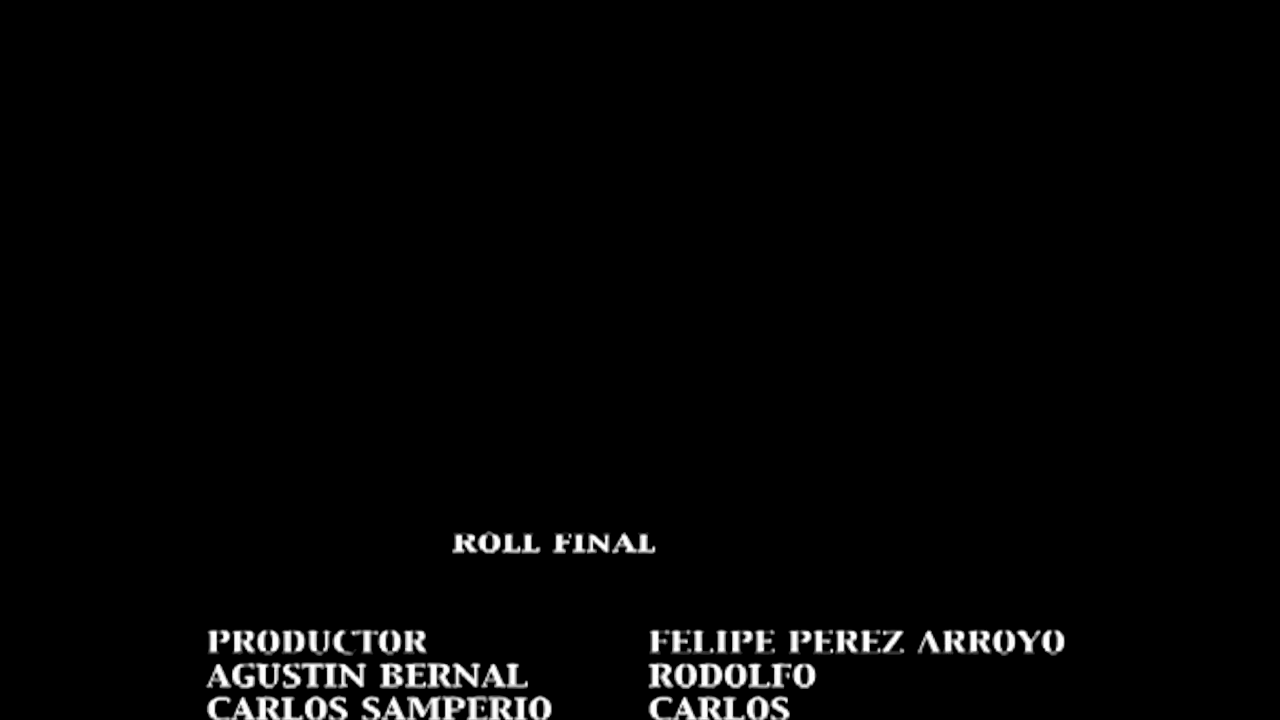 ROLL FINAL
PRODUCTOR FELIPE PEREZ ARROYO
AGUSTIN BERNAL RODOLFO
CARLOS SAMPERIO CARLOS